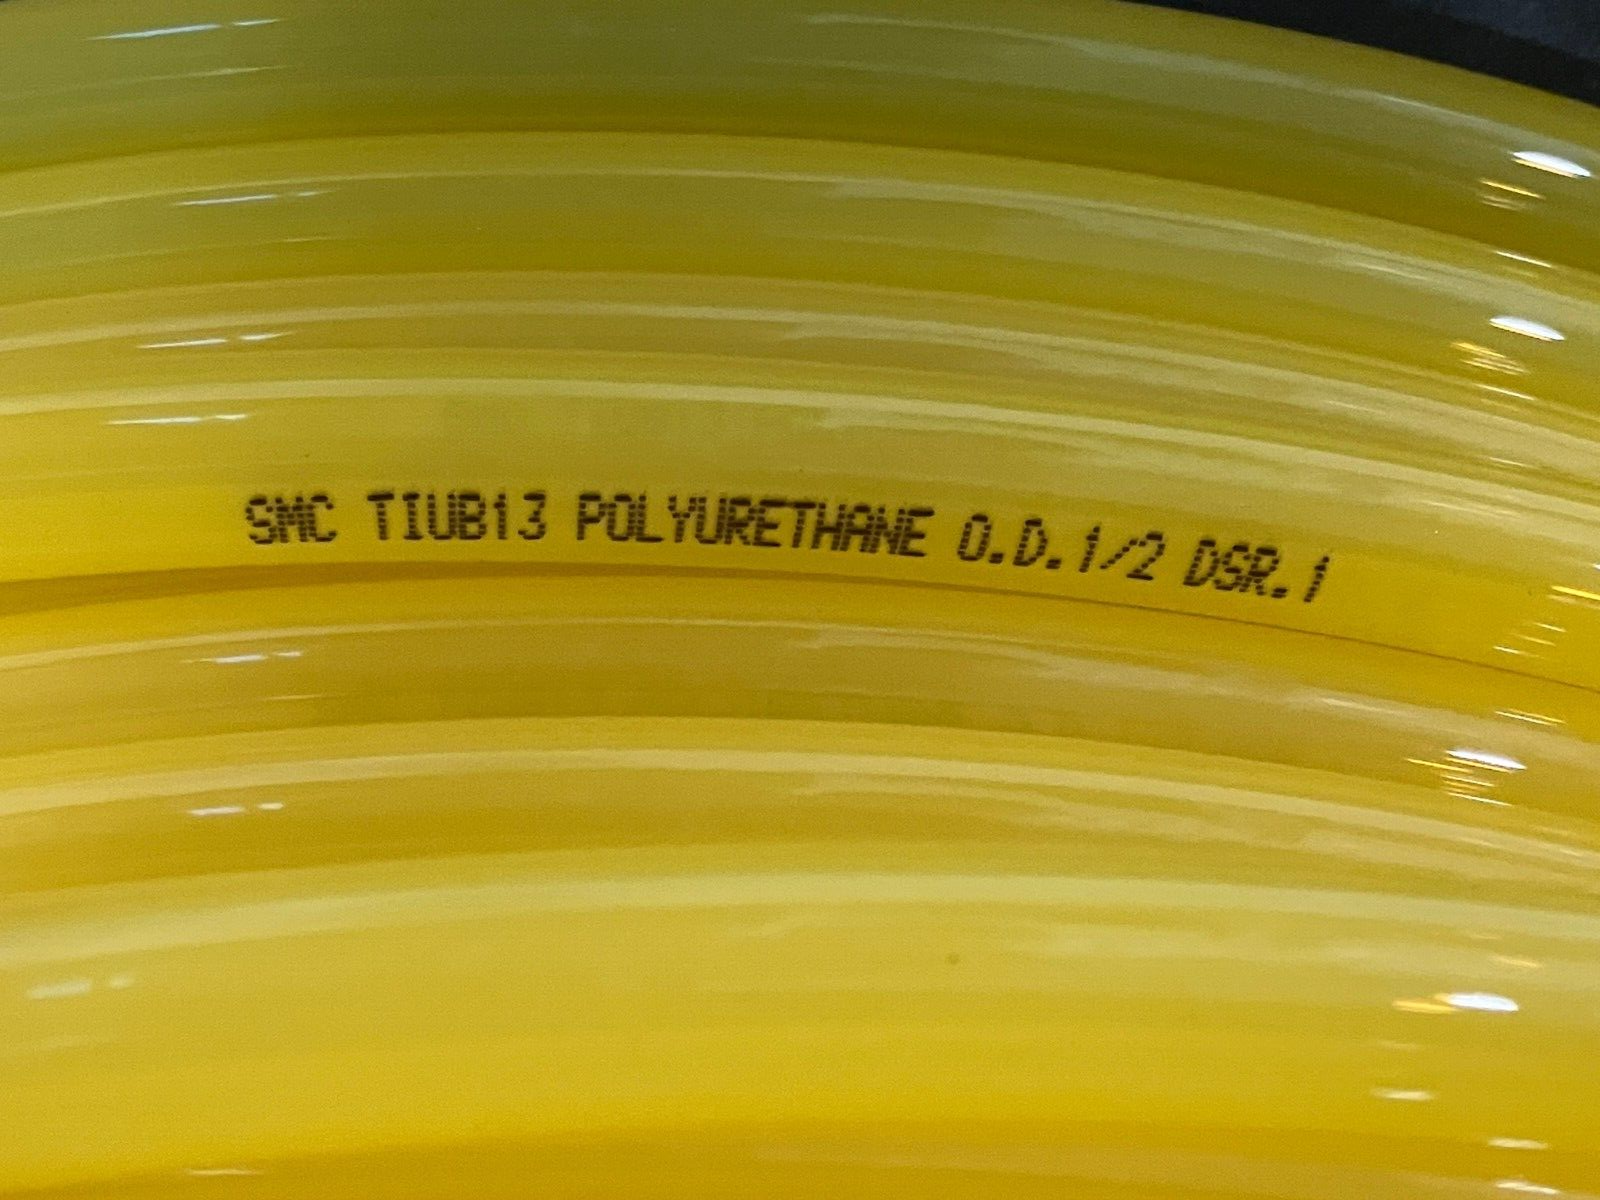 SMC TIUB13 POLYURETHANE O.D.1/2 DSR.1